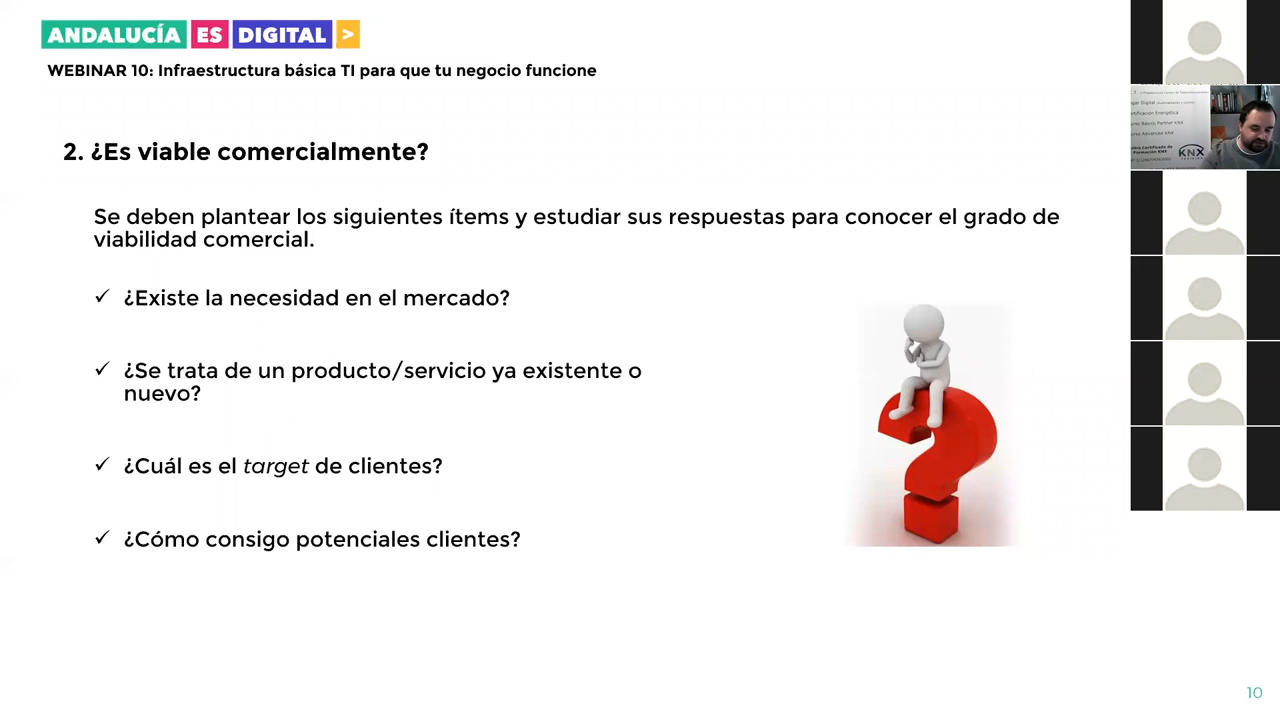 ANDALUCÍA ES DIGITAL >
WEBINAR 10: Infraestructura básica TI para que tu negocio funcione
2. ¿Es viable comercialmente?
Se deben plantear los siguientes ítems y estudiar sus respuestas para conocer el grado de
viabilidad comercial.
✓ ¿Existe la necesidad en el mercado?
✓ ¿Se trata de un producto/servicio ya existente o
nuevo?
✓ ¿Cuál es el target de clientes?
✓ ¿Cómo consigo potenciales clientes?
10
Certificación Energética
KNX